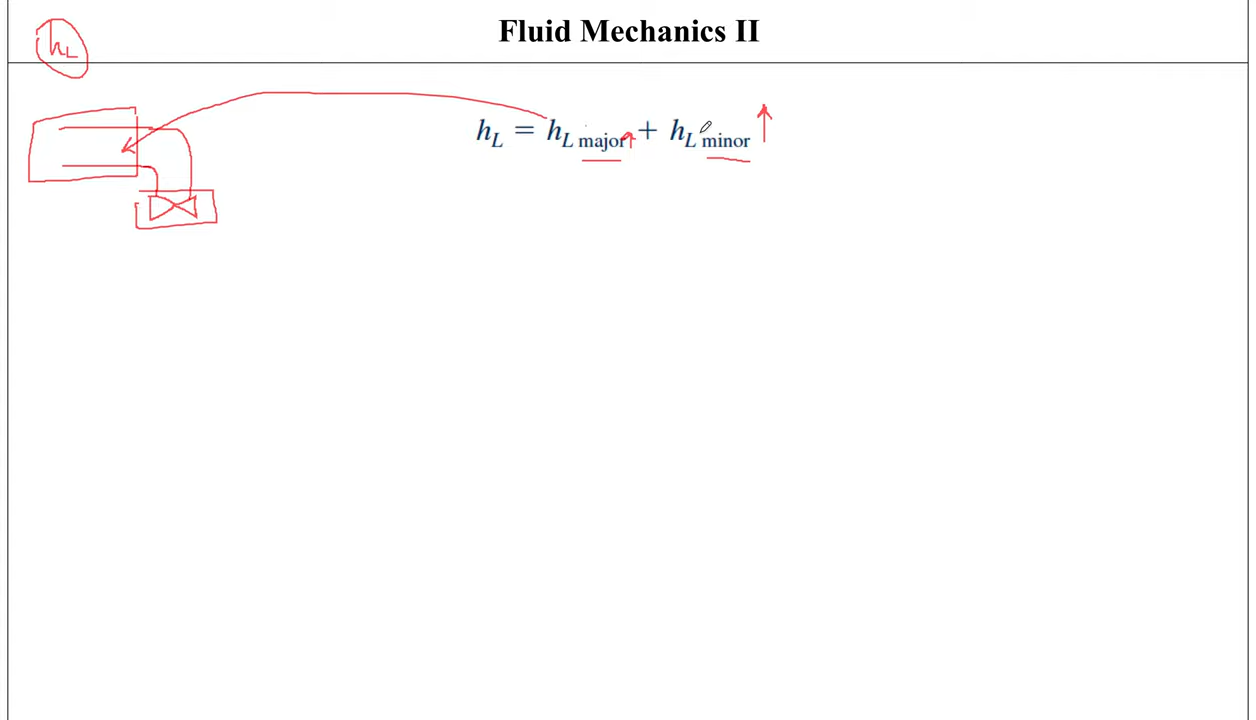 Fluid Mechanics II
hL
hL = hL major + hL minor